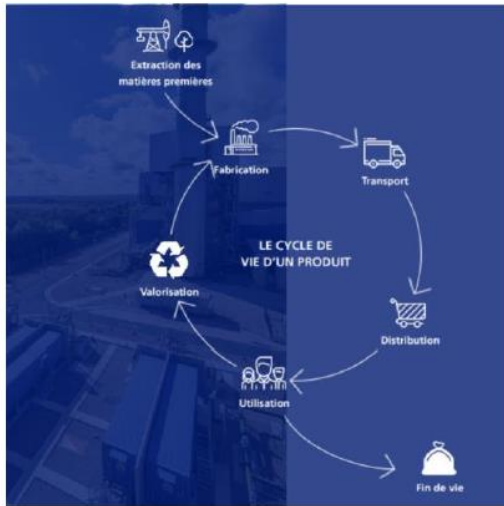 Extraction des
matières premières
Fabrication
Transport
LE CYCLE DE
VIE D'UN PRODUIT
Valorisation
Distribution
Utilisation
Fin de vie